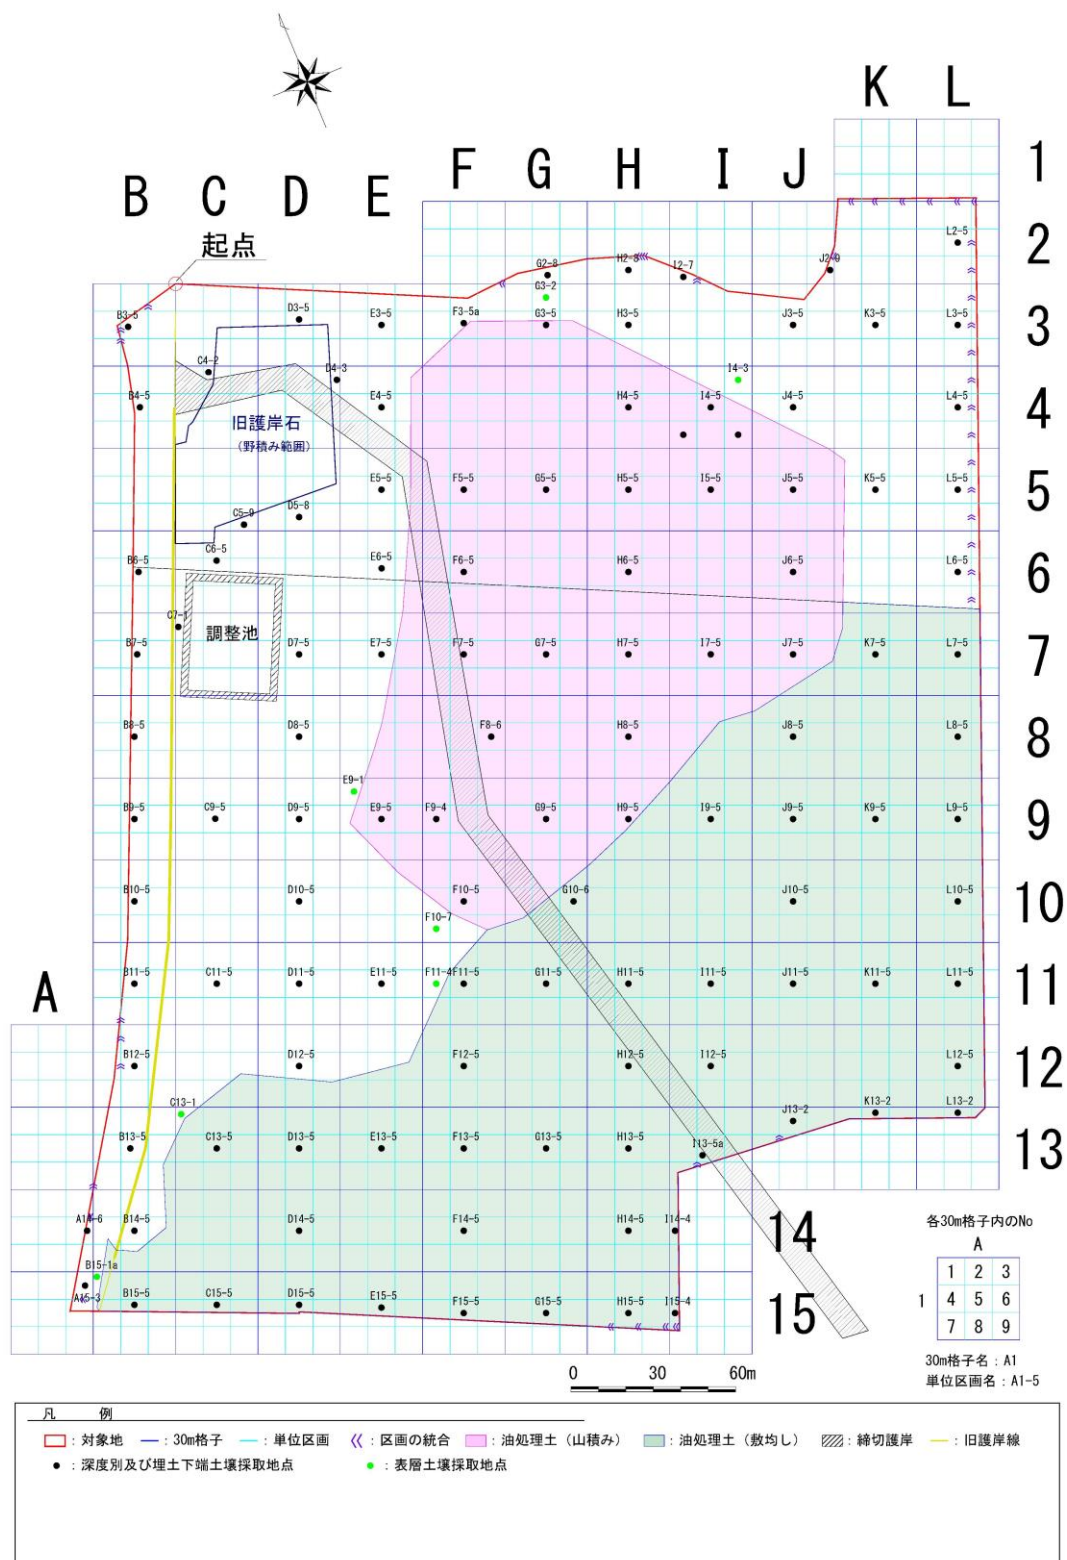 K L
1
F G H I J
B C D E
2
起点
L2-5
G2-8 H2-8 I2-7 J2-9
G3-2
B3-5 D3-5 E3-5 F3-5a G3-5 H3-5 J3-5 K3-5 L3-5
3
C4-2 D4-3 I4-3
B4-5 E4-5 H4-5 I4-5 J4-5 L4-5
4
旧護岸石
(野積み範囲)
E5-5 F5-5 G5-5 H5-5 I5-5 J5-5 K5-5 L5-5
5
C5-9 D5-8
C6-5 E6-5
B6-5 F6-5 H6-5 J6-5 L6-5
6
C7-1
調整池
B7-5 D7-5 E7-5 F7-5 G7-5 H7-5 I7-5 J7-5 K7-5 L7-5
7
B8-5 D8-5 F8-6 H8-5 J8-5 L8-5
8
E9-1
B9-5 C9-5 D9-5 E9-5 F9-4 G9-5 H9-5 I9-5 J9-5 K9-5 L9-5
9
B10-5 D10-5 F10-5 G10-6 J10-5 L10-5
10
F10-7
B11-5 C11-5 D11-5 E11-5 F11-4 F11-5 G11-5 H11-5 I11-5 J11-5 K11-5 L11-5
11
A
B12-5 D12-5 F12-5 H12-5 I12-5 L12-5
12
C13-1 J13-2 K13-2 L13-2
B13-5 C13-5 D13-5 E13-5 F13-5 G13-5 H13-5 I13-5a
13
A14-6 B14-5 D14-5 F14-5 H14-5 I14-4
14
B15-1a
A15-3 B15-5 C15-5 D15-5 E15-5 F15-5 G15-5 H15-5 I15-4
15
各30m格子内のNo
A
1 2 3
1 4 5 6
7 8 9
30m格子名：A1
単位区画名：A1-5
0 30 60m
凡 例
：対象地 ：30m格子 ：単位区画 ：区画の統合 ：油処理土（山積み） ：油処理土（敷均し） ：締切護岸 ：旧護岸線
：深度別及び埋土下端土壌採取地点 ：表層土壌採取地点